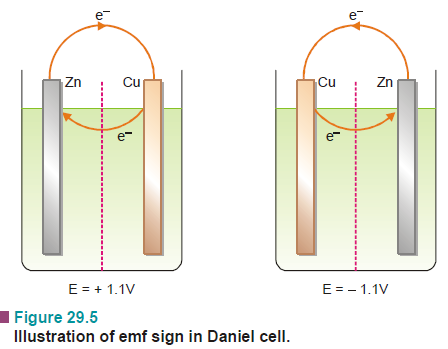 e⁻ e⁻
Zn Cu Cu Zn
e⁻ e⁻
E = + 1.1V E = – 1.1V
Figure 29.5
Illustration of emf sign in Daniel cell.